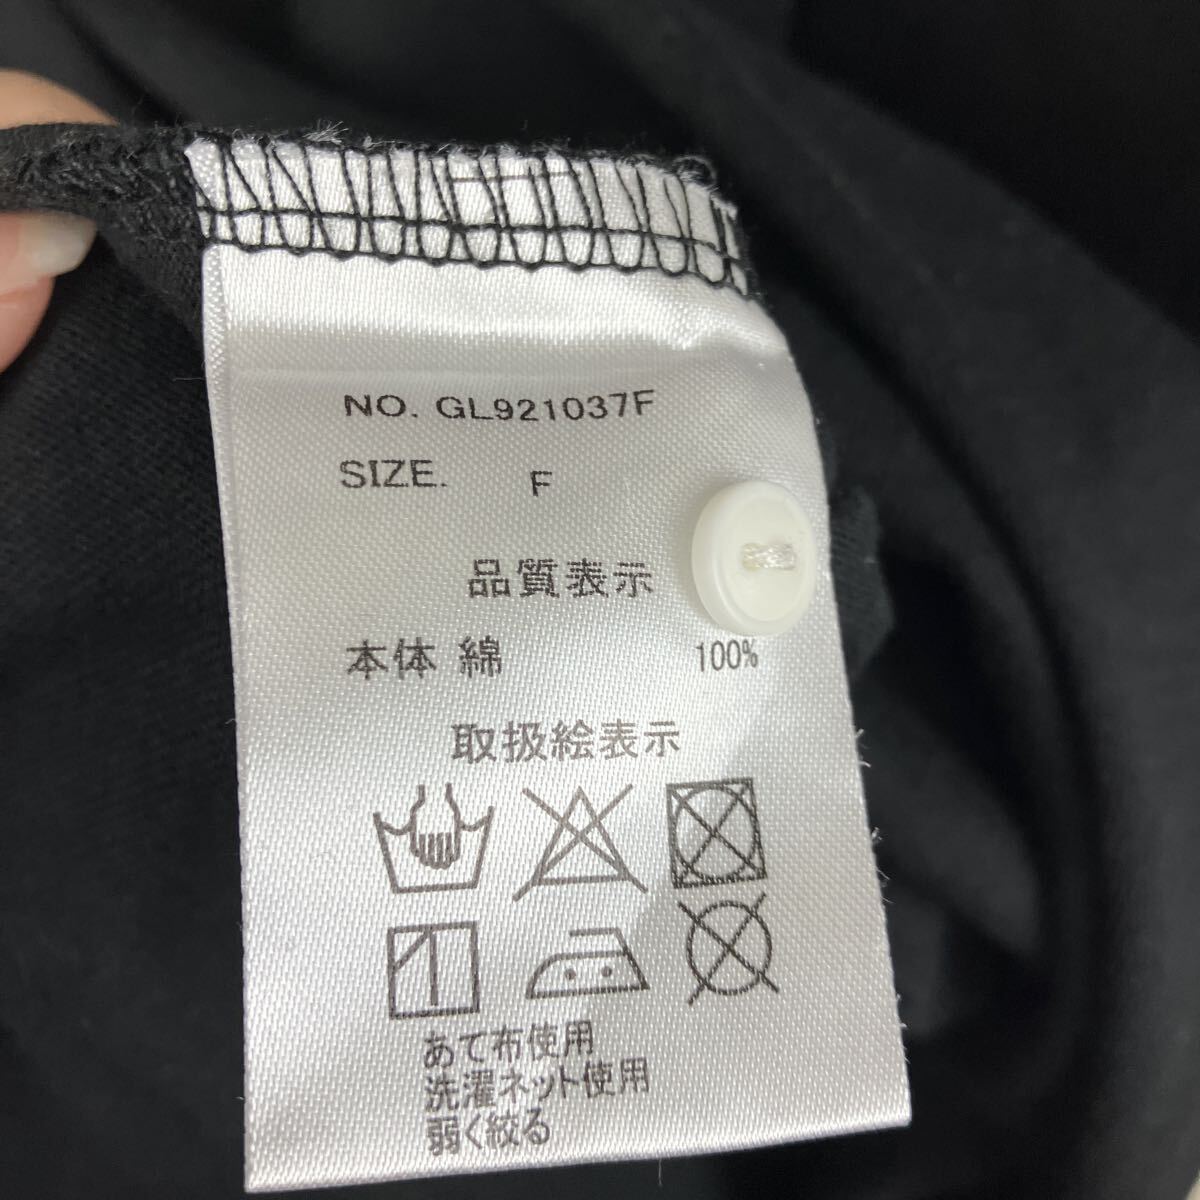 NO. GL921037F
SIZE. F
品質表示
本体 綿 100%
取扱絵表示
あて布使用
洗濯ネット使用
弱く絞る